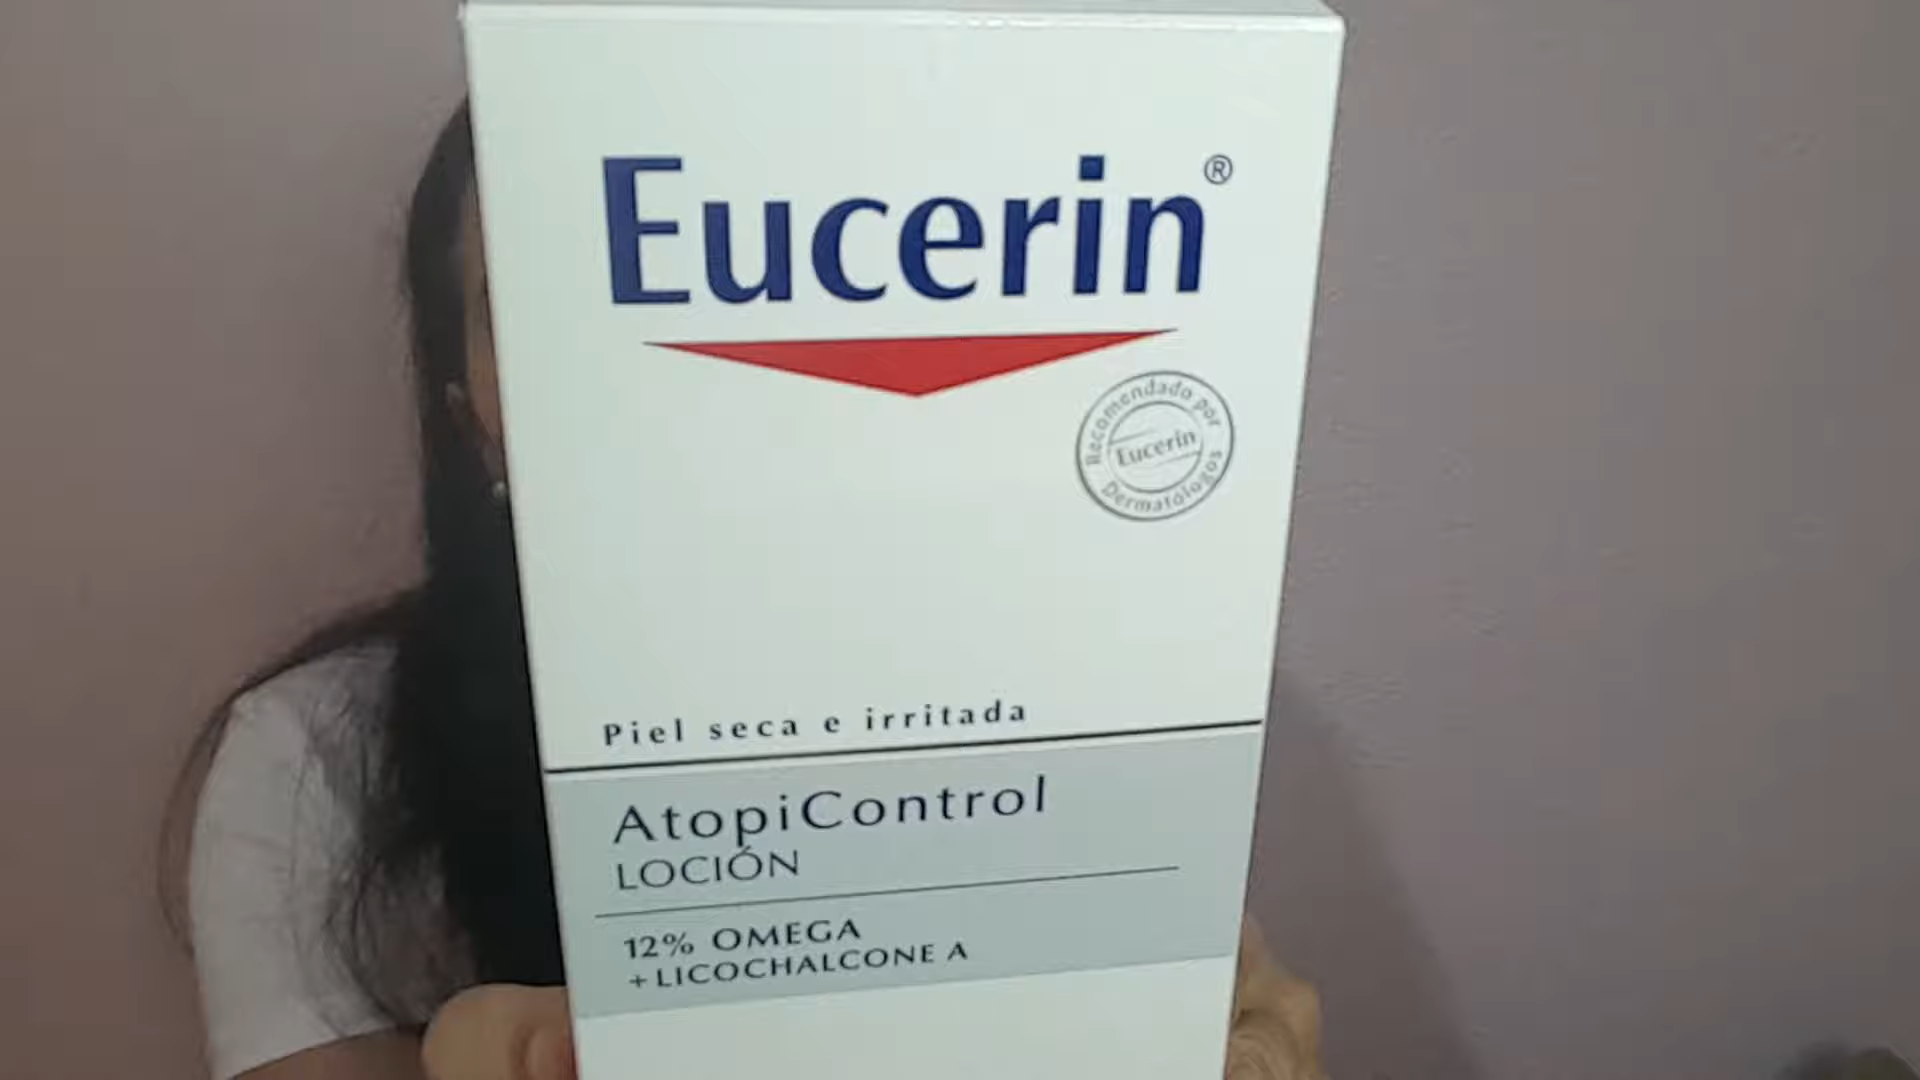 Eucerin®
Recomendado por
Eucerin
Dermatólogos
Piel seca e irritada
AtopiControl
LOCIÓN
12% OMEGA
+LICOCHALCONE A